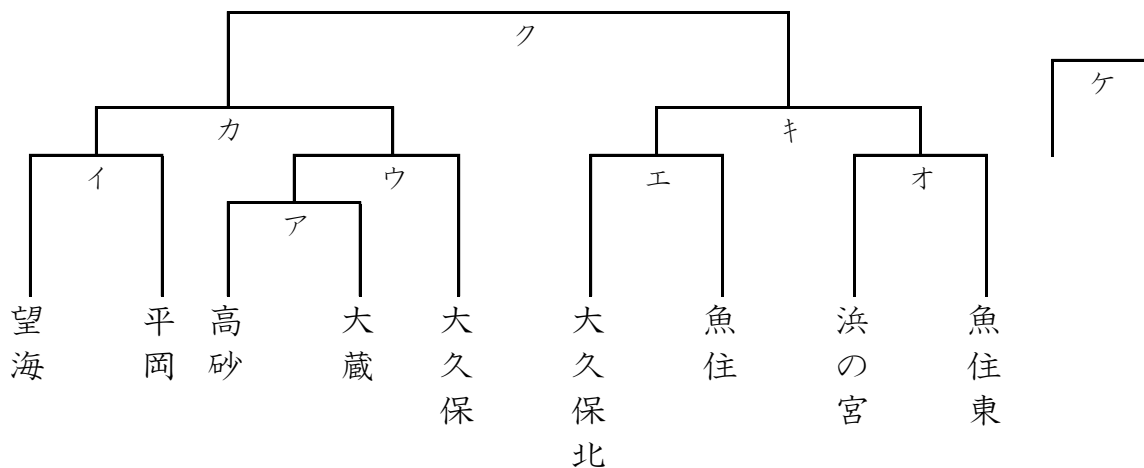 ク
ケ
カ
キ
イ
ウ
エ
オ
ア
望海
平岡
高砂
大蔵
大久保
大久保北
魚住
浜の宮
魚住東